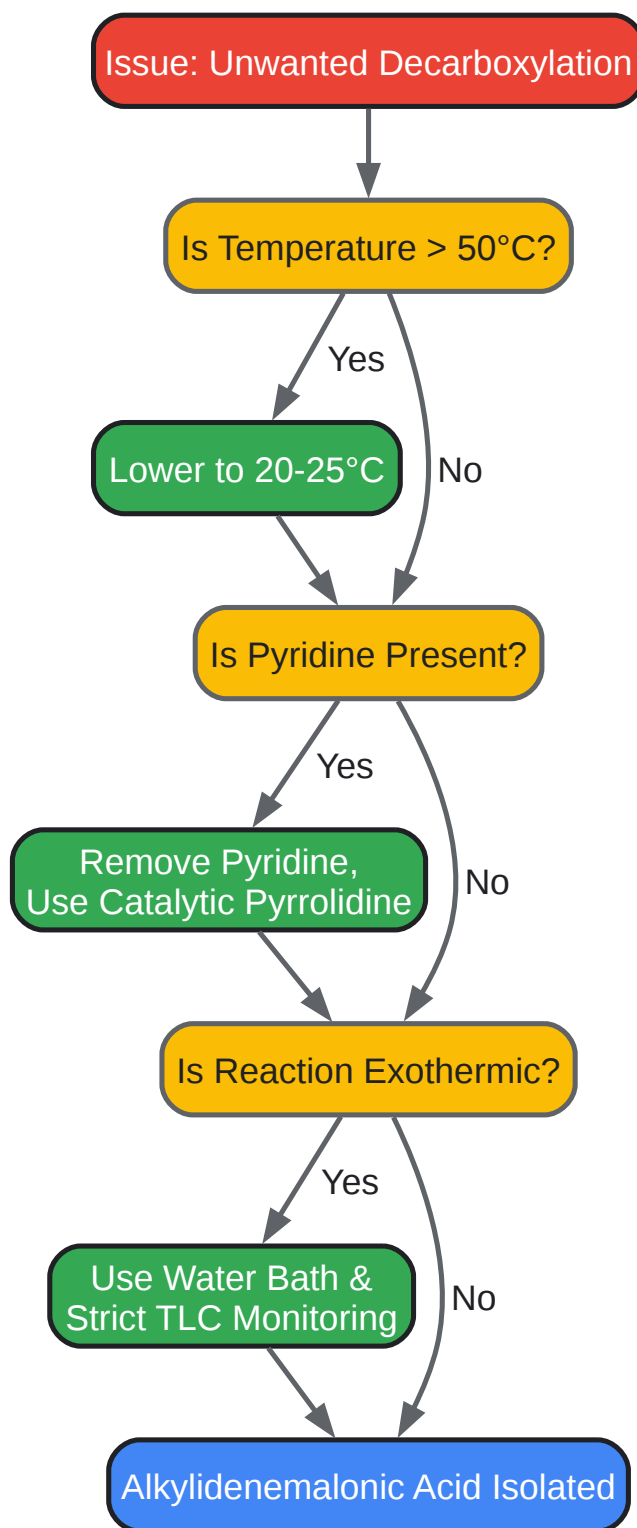 Issue: Unwanted Decarboxylation
Is Temperature > 50°C?
Yes
Lower to 20-25°C
No
Is Pyridine Present?
Yes
Remove Pyridine,
Use Catalytic Pyrrolidine
No
Is Reaction Exothermic?
Yes
Use Water Bath &
Strict TLC Monitoring
No
Alkylidenemalonic Acid Isolated